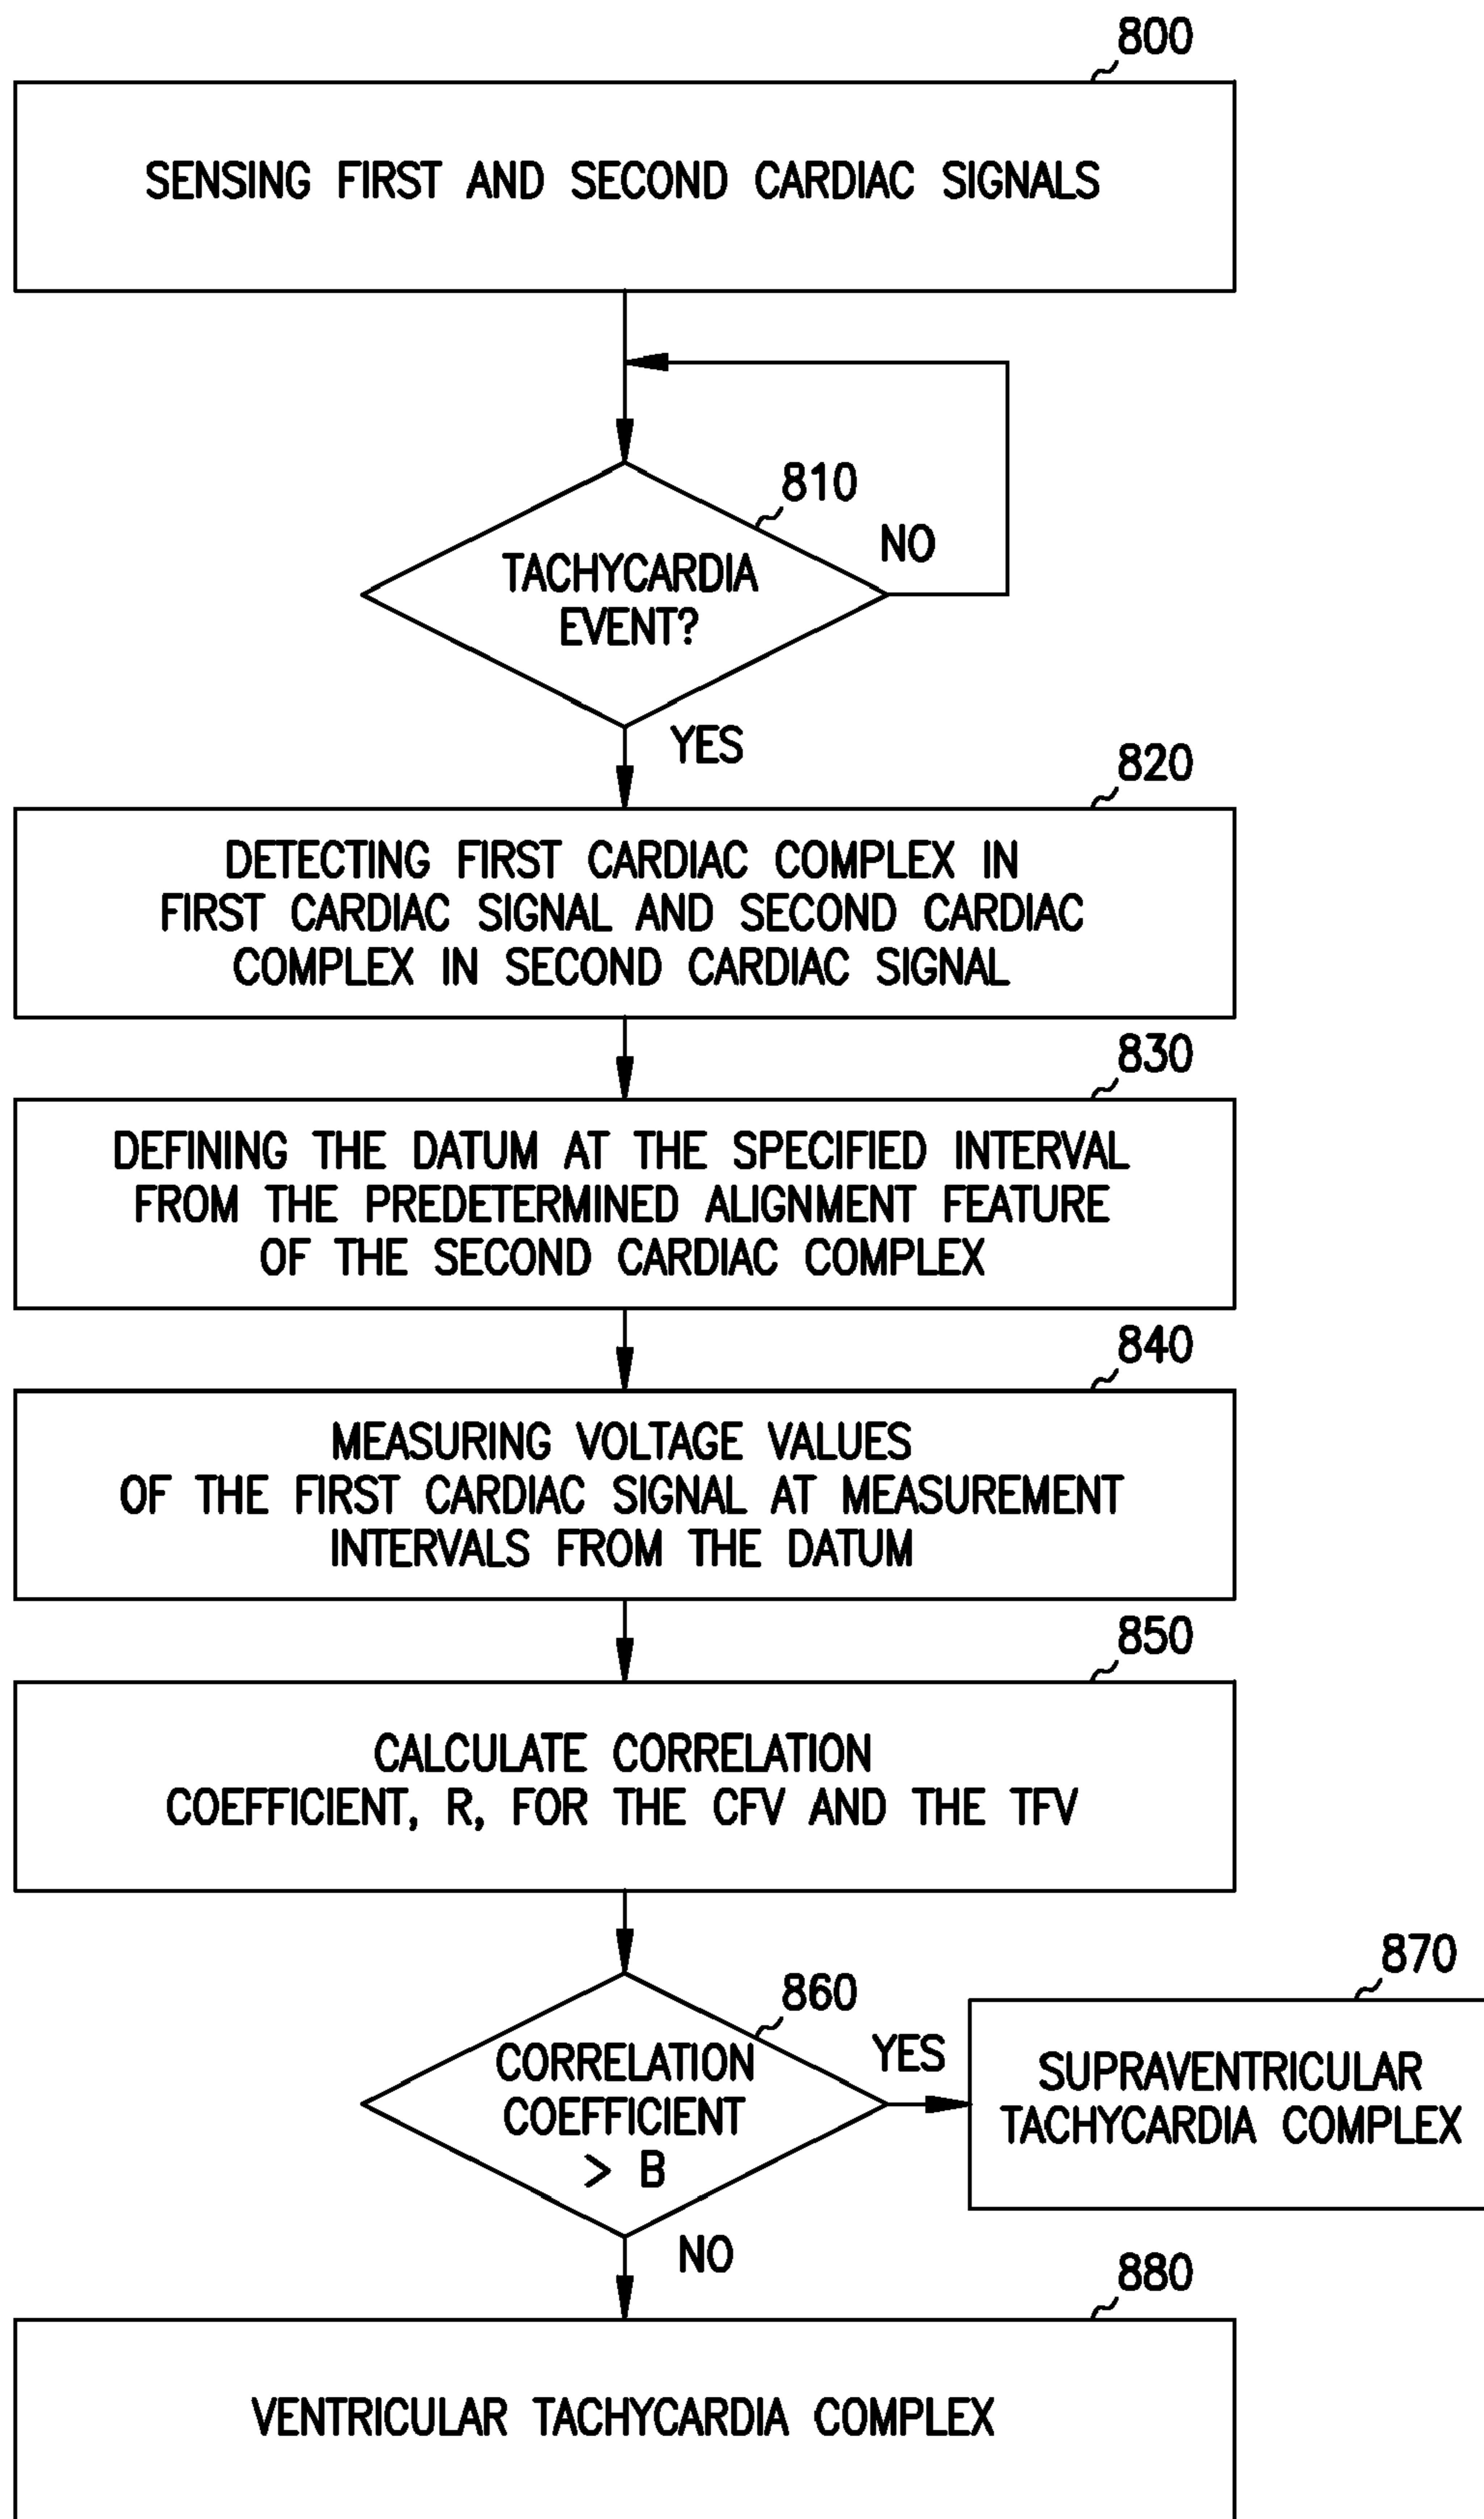 800
SENSING FIRST AND SECOND CARDIAC SIGNALS
810
TACHYCARDIA
EVENT?
NO
YES
820
DETECTING FIRST CARDIAC COMPLEX IN
FIRST CARDIAC SIGNAL AND SECOND CARDIAC
COMPLEX IN SECOND CARDIAC SIGNAL
830
DEFINING THE DATUM AT THE SPECIFIED INTERVAL
FROM THE PREDETERMINED ALIGNMENT FEATURE
OF THE SECOND CARDIAC COMPLEX
840
MEASURING VOLTAGE VALUES
OF THE FIRST CARDIAC SIGNAL AT MEASUREMENT
INTERVALS FROM THE DATUM
850
CALCULATE CORRELATION
COEFFICIENT, R, FOR THE CFV AND THE TFV
860
CORRELATION
COEFFICIENT
> B
YES
870
SUPRAVENTRICULAR
TACHYCARDIA COMPLEX
NO
880
VENTRICULAR TACHYCARDIA COMPLEX